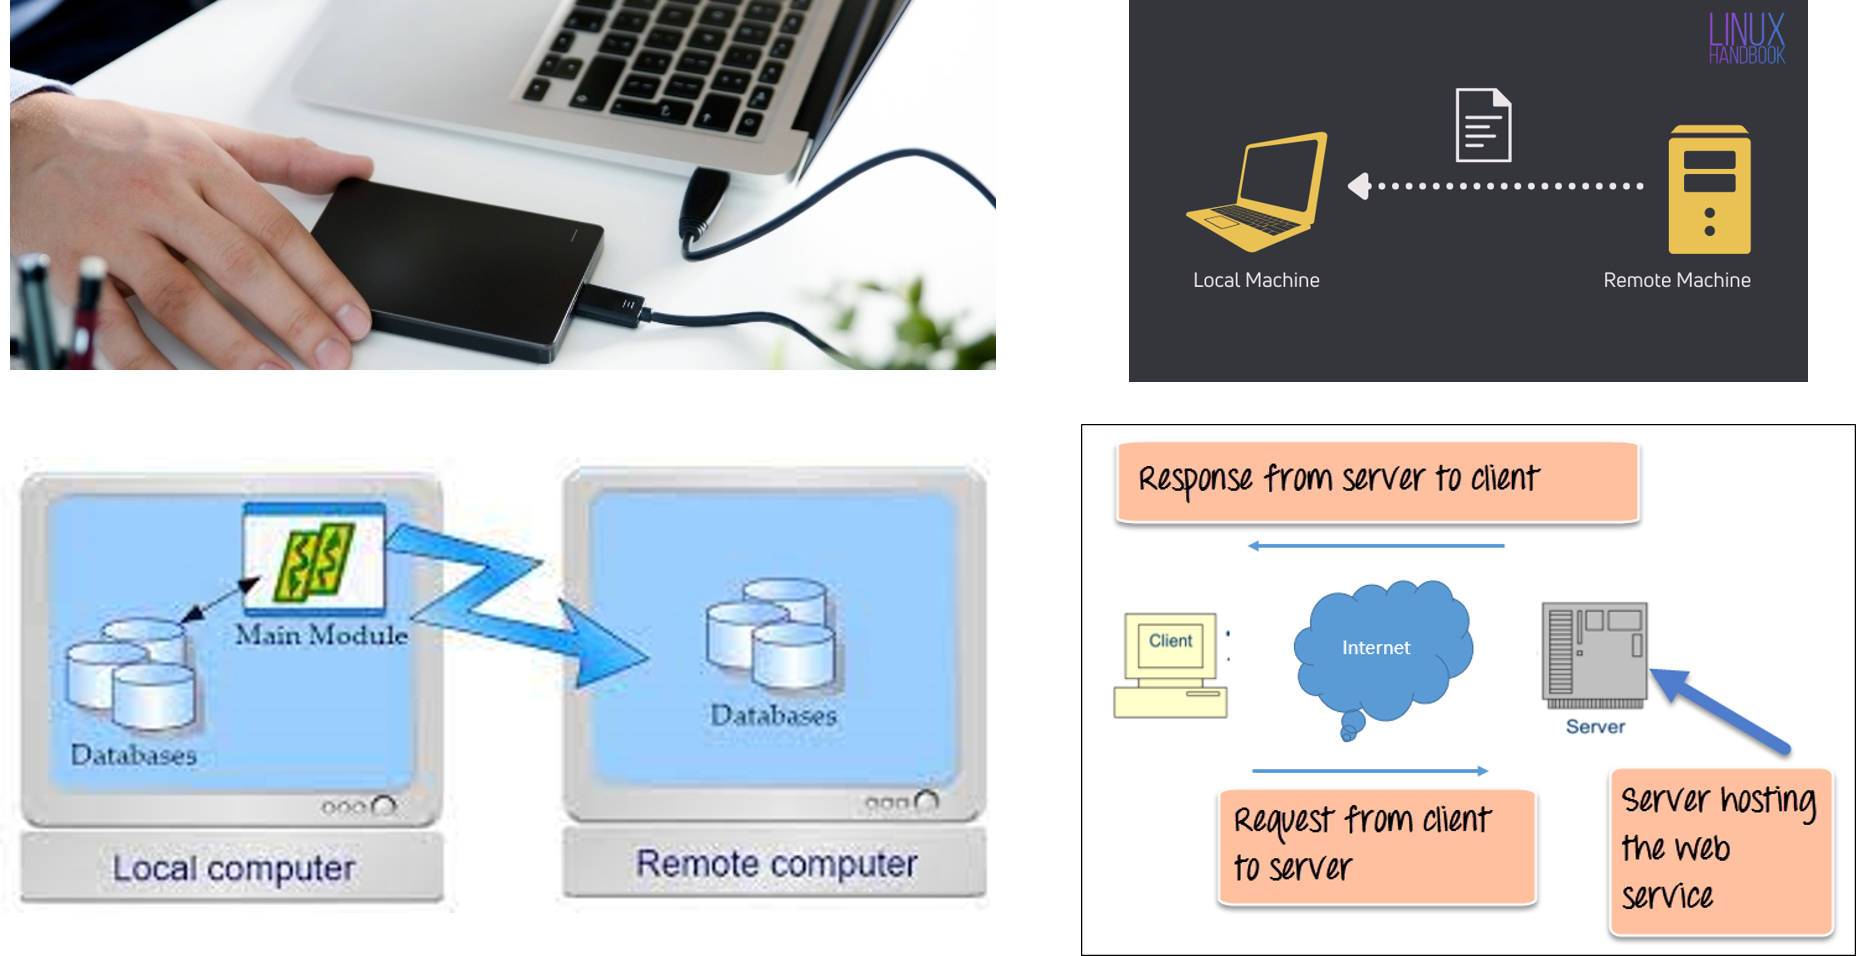 LINUX
HANDBOOK
Local Machine
Remote Machine
Main Module
Databases
Databases
Local computer
Remote computer
Response from server to client
Client
Internet
Server
Request from client
to server
Server hosting
the web
service